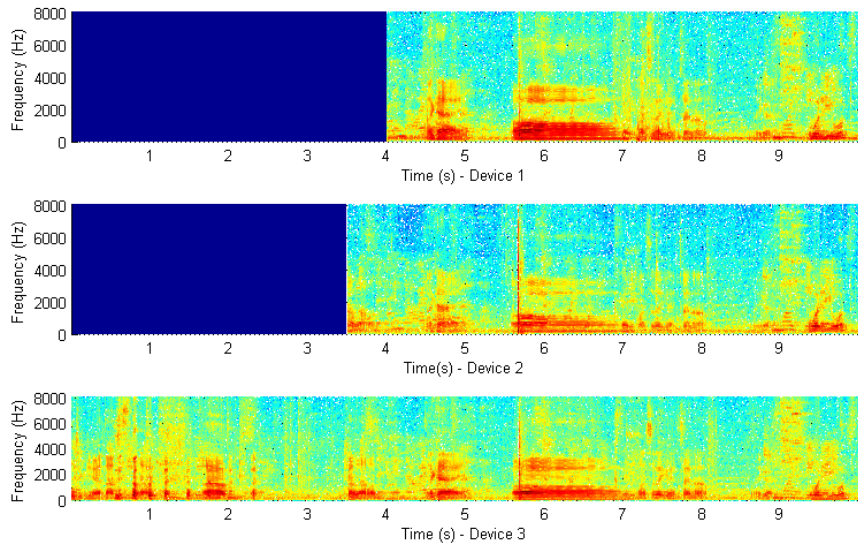 8000
6000
4000
2000
0
Frequency (Hz)
1 2 3 4 5 6 7 8 9
Time (s) - Device 1
8000
6000
4000
2000
0
Frequency (Hz)
1 2 3 4 5 6 7 8 9
Time(s) - Device 2
8000
6000
4000
2000
0
Frequency (Hz)
1 2 3 4 5 6 7 8 9
Time (s) - Device 3